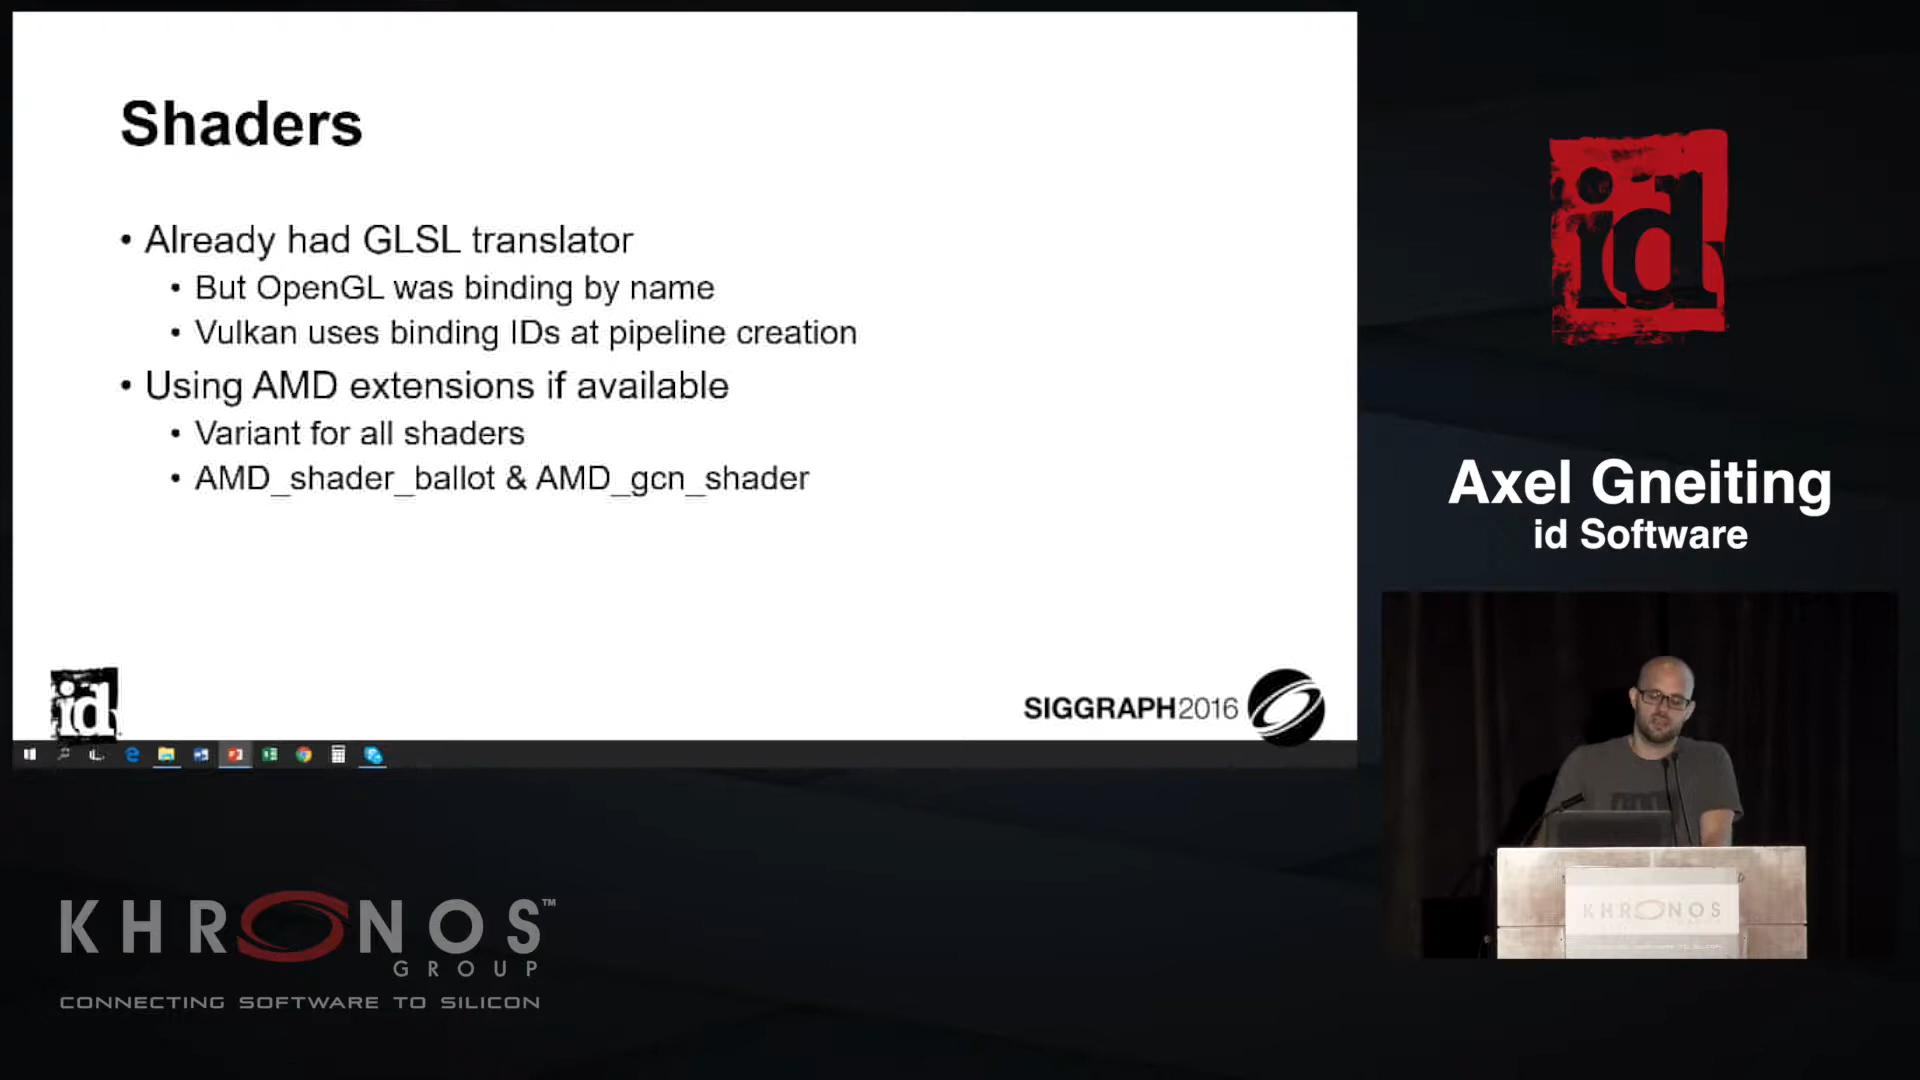 Shaders
• Already had GLSL translator
• But OpenGL was binding by name
• Vulkan uses binding IDs at pipeline creation
• Using AMD extensions if available
• Variant for all shaders
• AMD_shader_ballot & AMD_gcn_shader
id
SIGGRAPH2016
id
Axel Gneiting
id Software
KHRONOS™
GROUP
CONNECTING SOFTWARE TO SILICON
KHRONOS